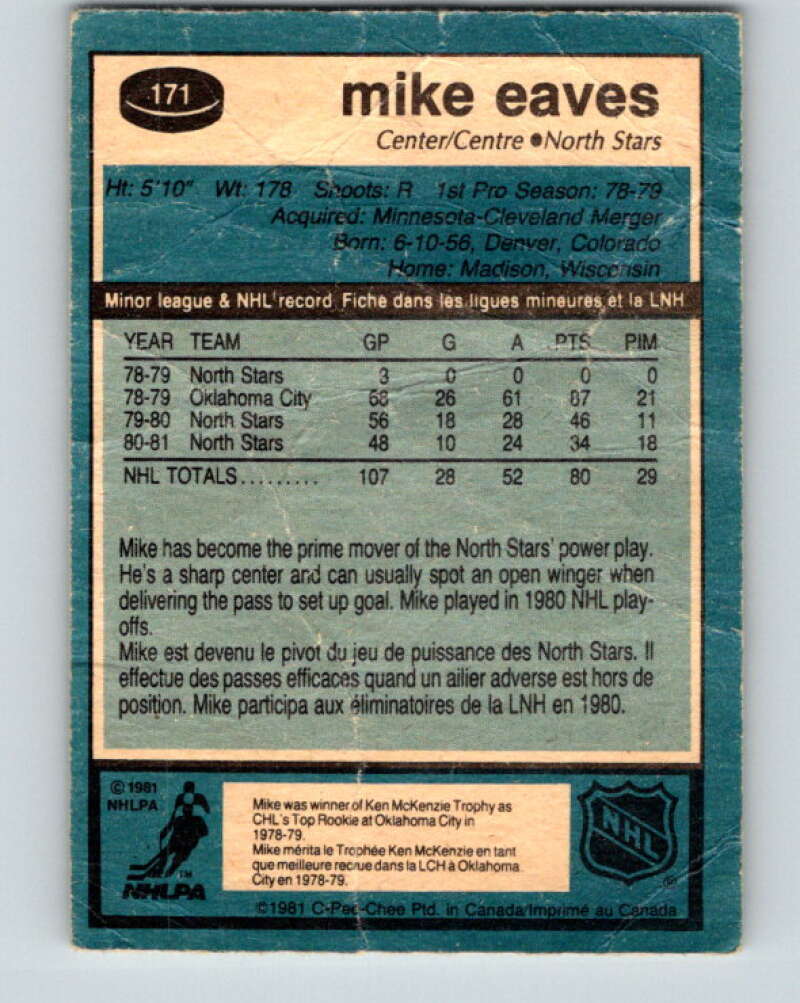 171
mike eaves
Center/Centre ●North Stars
Ht: 5'10" Wt: 178 Shoots: R 1st Pro Season: 78-79
Acquired: Minnesota-Cleveland Merger
Born: 6-10-56, Denver, Colorado
Home: Madison, Wisconsin
Minor league & NHL record Fiche dans les ligues mineures et la LNH
YEAR TEAM GP G A PTS PIM
78-79 North Stars 3 0 0 0 0
78-79 Oklahoma City 68 26 61 87 21
79-80 North Stars 56 18 28 46 11
80-81 North Stars 48 10 24 34 18
NHL TOTALS......... 107 28 52 80 29
Mike has become the prime mover of the North Stars' power play.
He's a sharp center and can usually spot an open winger when
delivering the pass to set up goal. Mike played in 1980 NHL play-
offs.
Mike est devenu le pivot du jeu de puissance des North Stars. Il
effectue des passes efficaces quand un ailier adverse est hors de
position. Mike participa aux éliminatoires de la LNH en 1980.
© 1981
NHLPA
Mike was winner of Ken McKenzie Trophy as
CHL's Top Rookie at Oklahoma City in
1978-79.
Mike mérita le Trophée Ken McKenzie en tant
que meilleure recrue dans la LCH à Oklahoma
City en 1978-79.
TM
NHLPA
NHL
®
©1981 O-Pee-Chee Ptd. in Canada/Imprimé au Canada